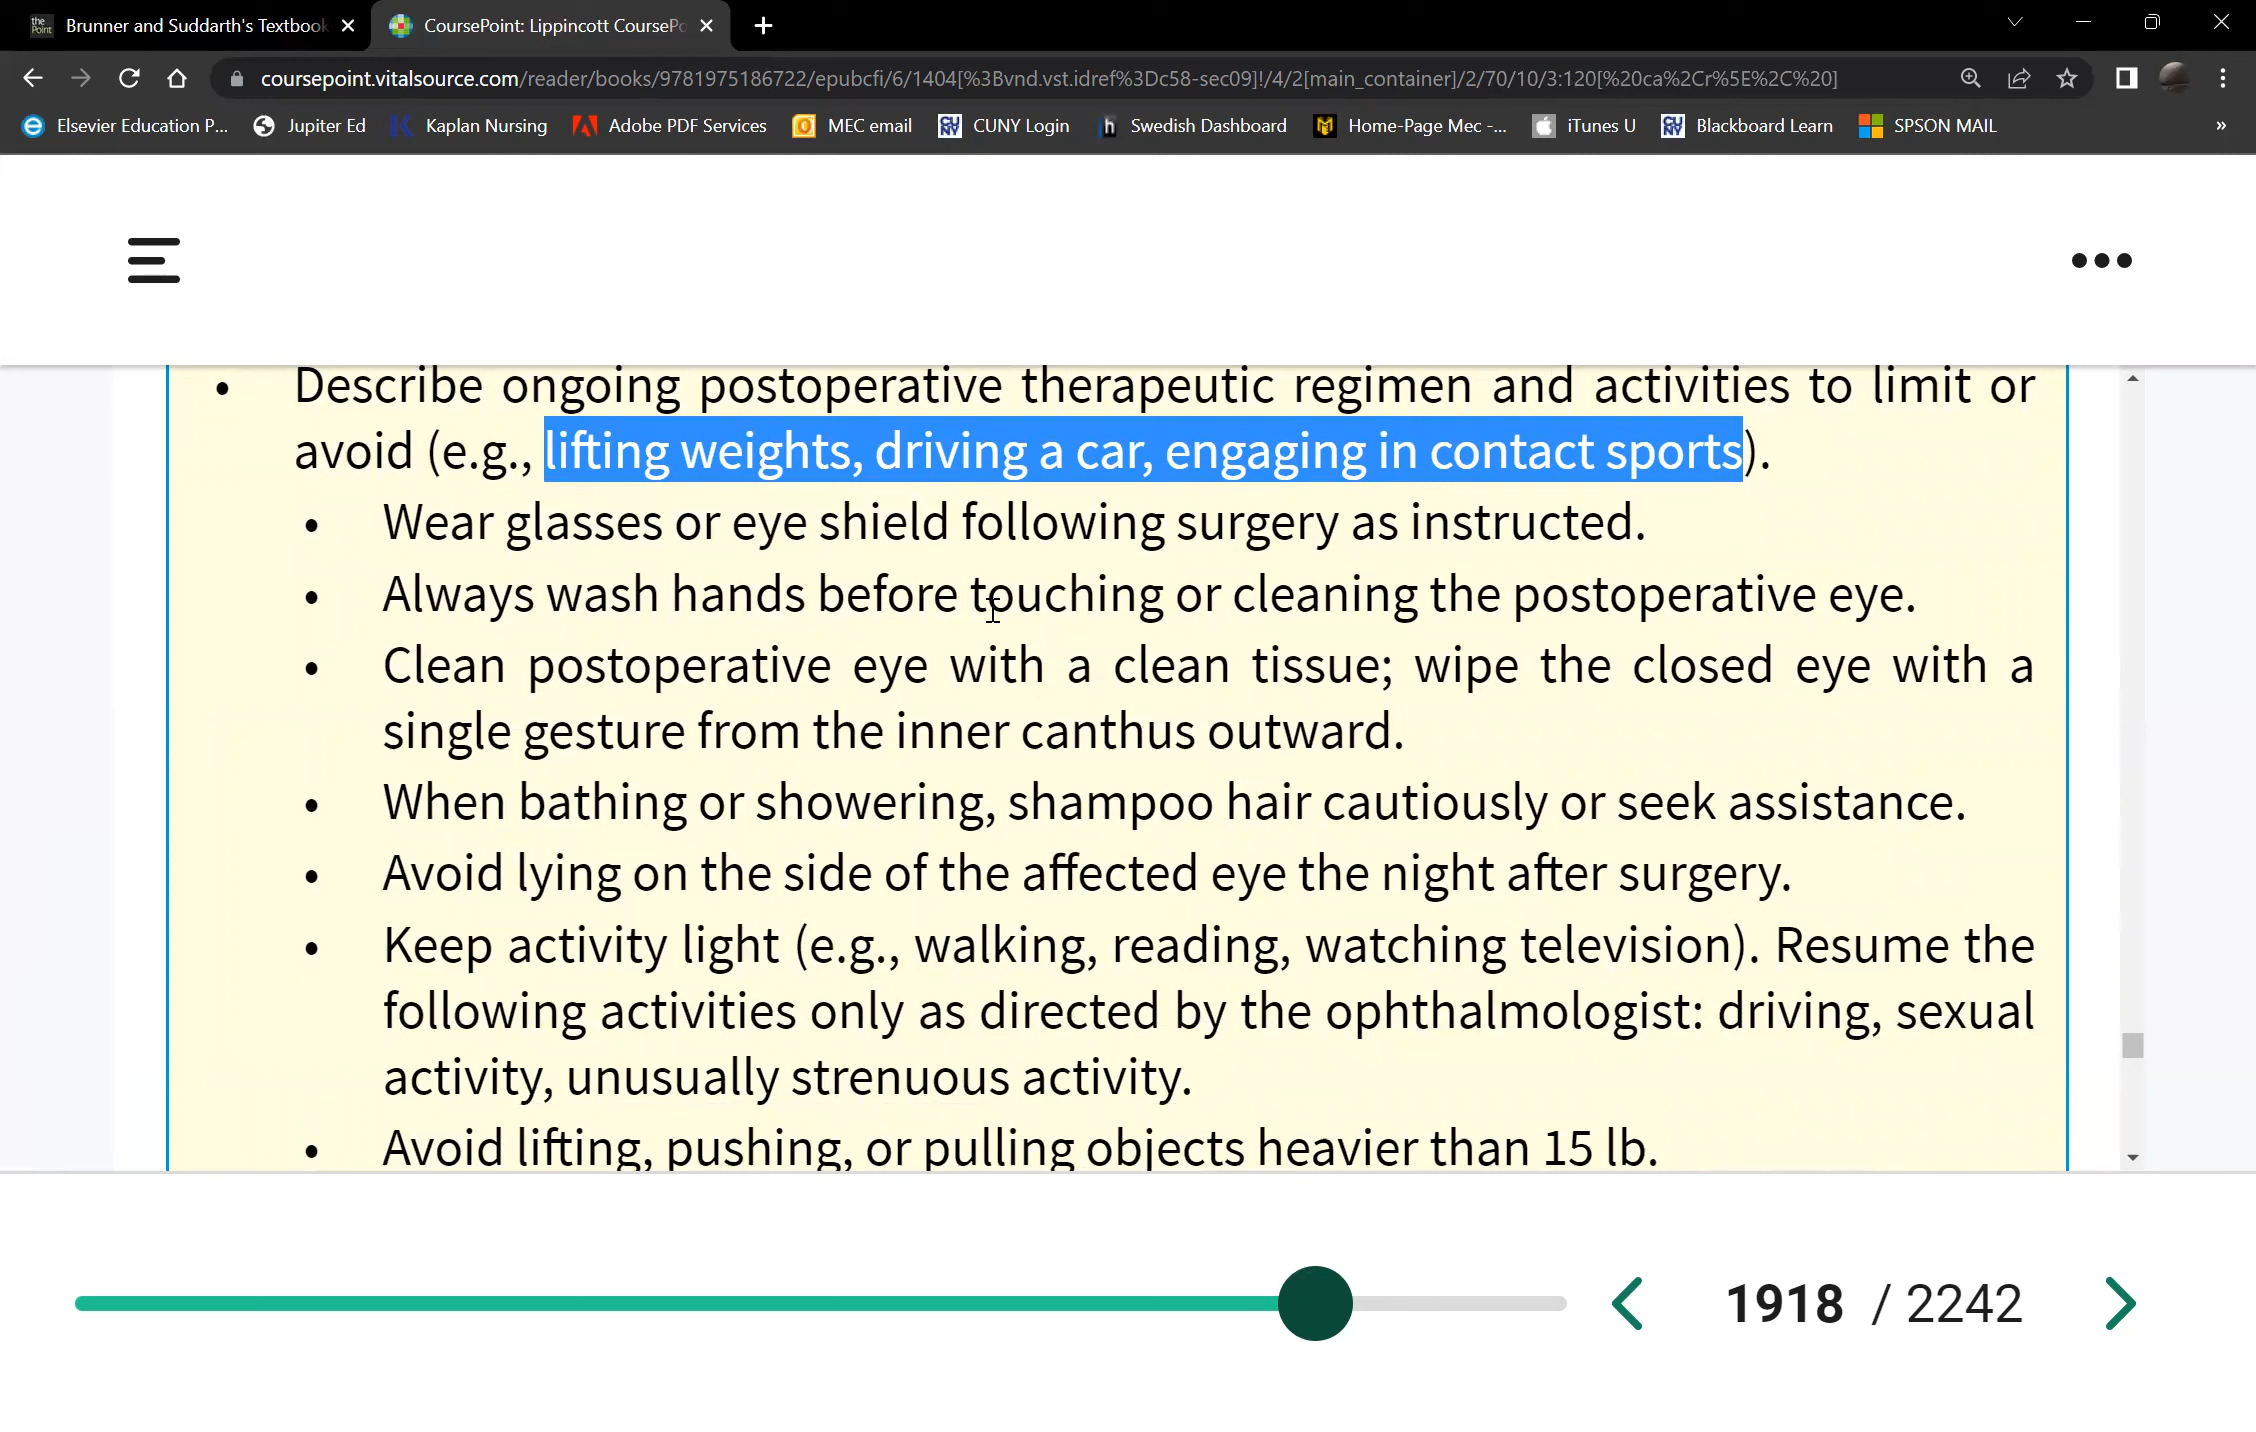 the Point
Brunner and Suddarth's Textbook
CoursePoint: Lippincott CoursePo
coursepoint.vitalsource.com/reader/books/9781975186722/epubcfi/6/1404[%3Bvnd.vst.idref%3Dc58-sec09]!/4/2[main_container]/2/70/10/3:120[%20ca%2Cr%5E%2C%20]
Elsevier Education P... Jupiter Ed Kaplan Nursing Adobe PDF Services MEC email CUNY Login Swedish Dashboard Home-Page Mec -... iTunes U Blackboard Learn SPSON MAIL »
• Describe ongoing postoperative therapeutic regimen and activities to limit or
avoid (e.g., lifting weights, driving a car, engaging in contact sports).
• Wear glasses or eye shield following surgery as instructed.
• Always wash hands before touching or cleaning the postoperative eye.
• Clean postoperative eye with a clean tissue; wipe the closed eye with a
single gesture from the inner canthus outward.
• When bathing or showering, shampoo hair cautiously or seek assistance.
• Avoid lying on the side of the affected eye the night after surgery.
• Keep activity light (e.g., walking, reading, watching television). Resume the
following activities only as directed by the ophthalmologist: driving, sexual
activity, unusually strenuous activity.
• Avoid lifting, pushing, or pulling objects heavier than 15 lb.
1918 / 2242